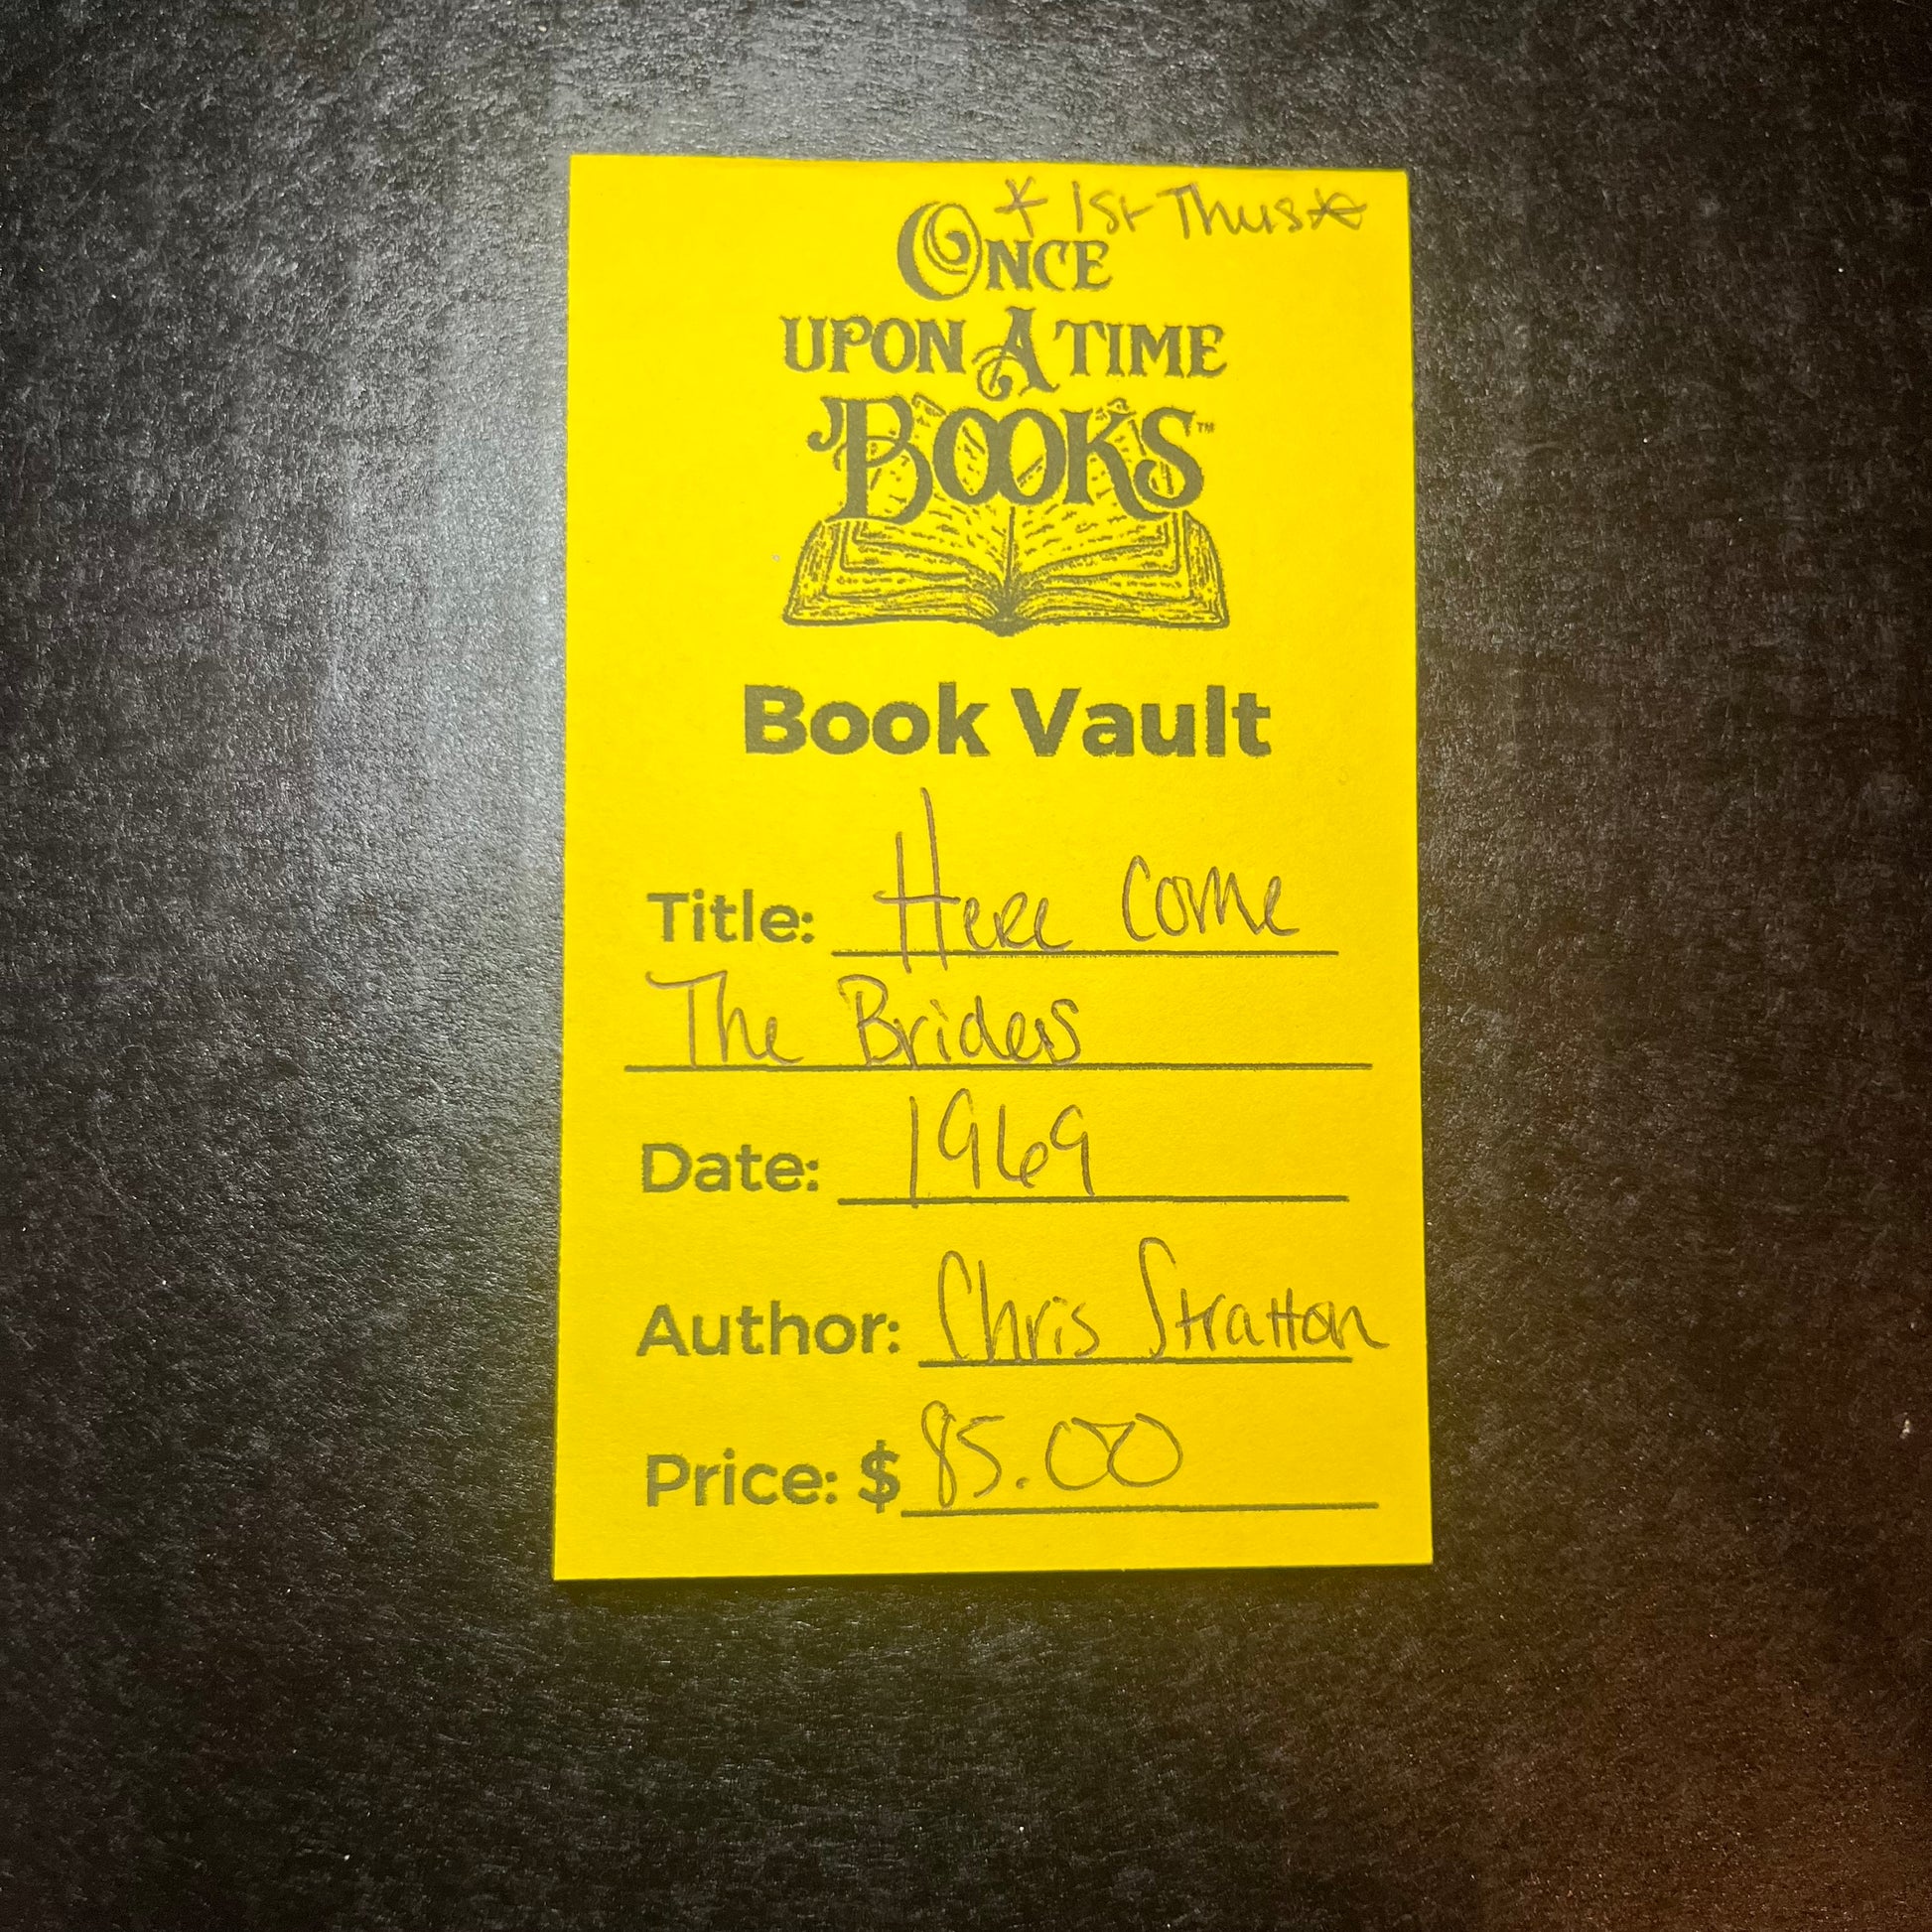 * 1st Thus *
ONCE
UPON A TIME
BOOKS™
Book Vault
Title: Here Come
The Brides
Date: 1969
Author: Chris Stratton
Price: $ 85.00